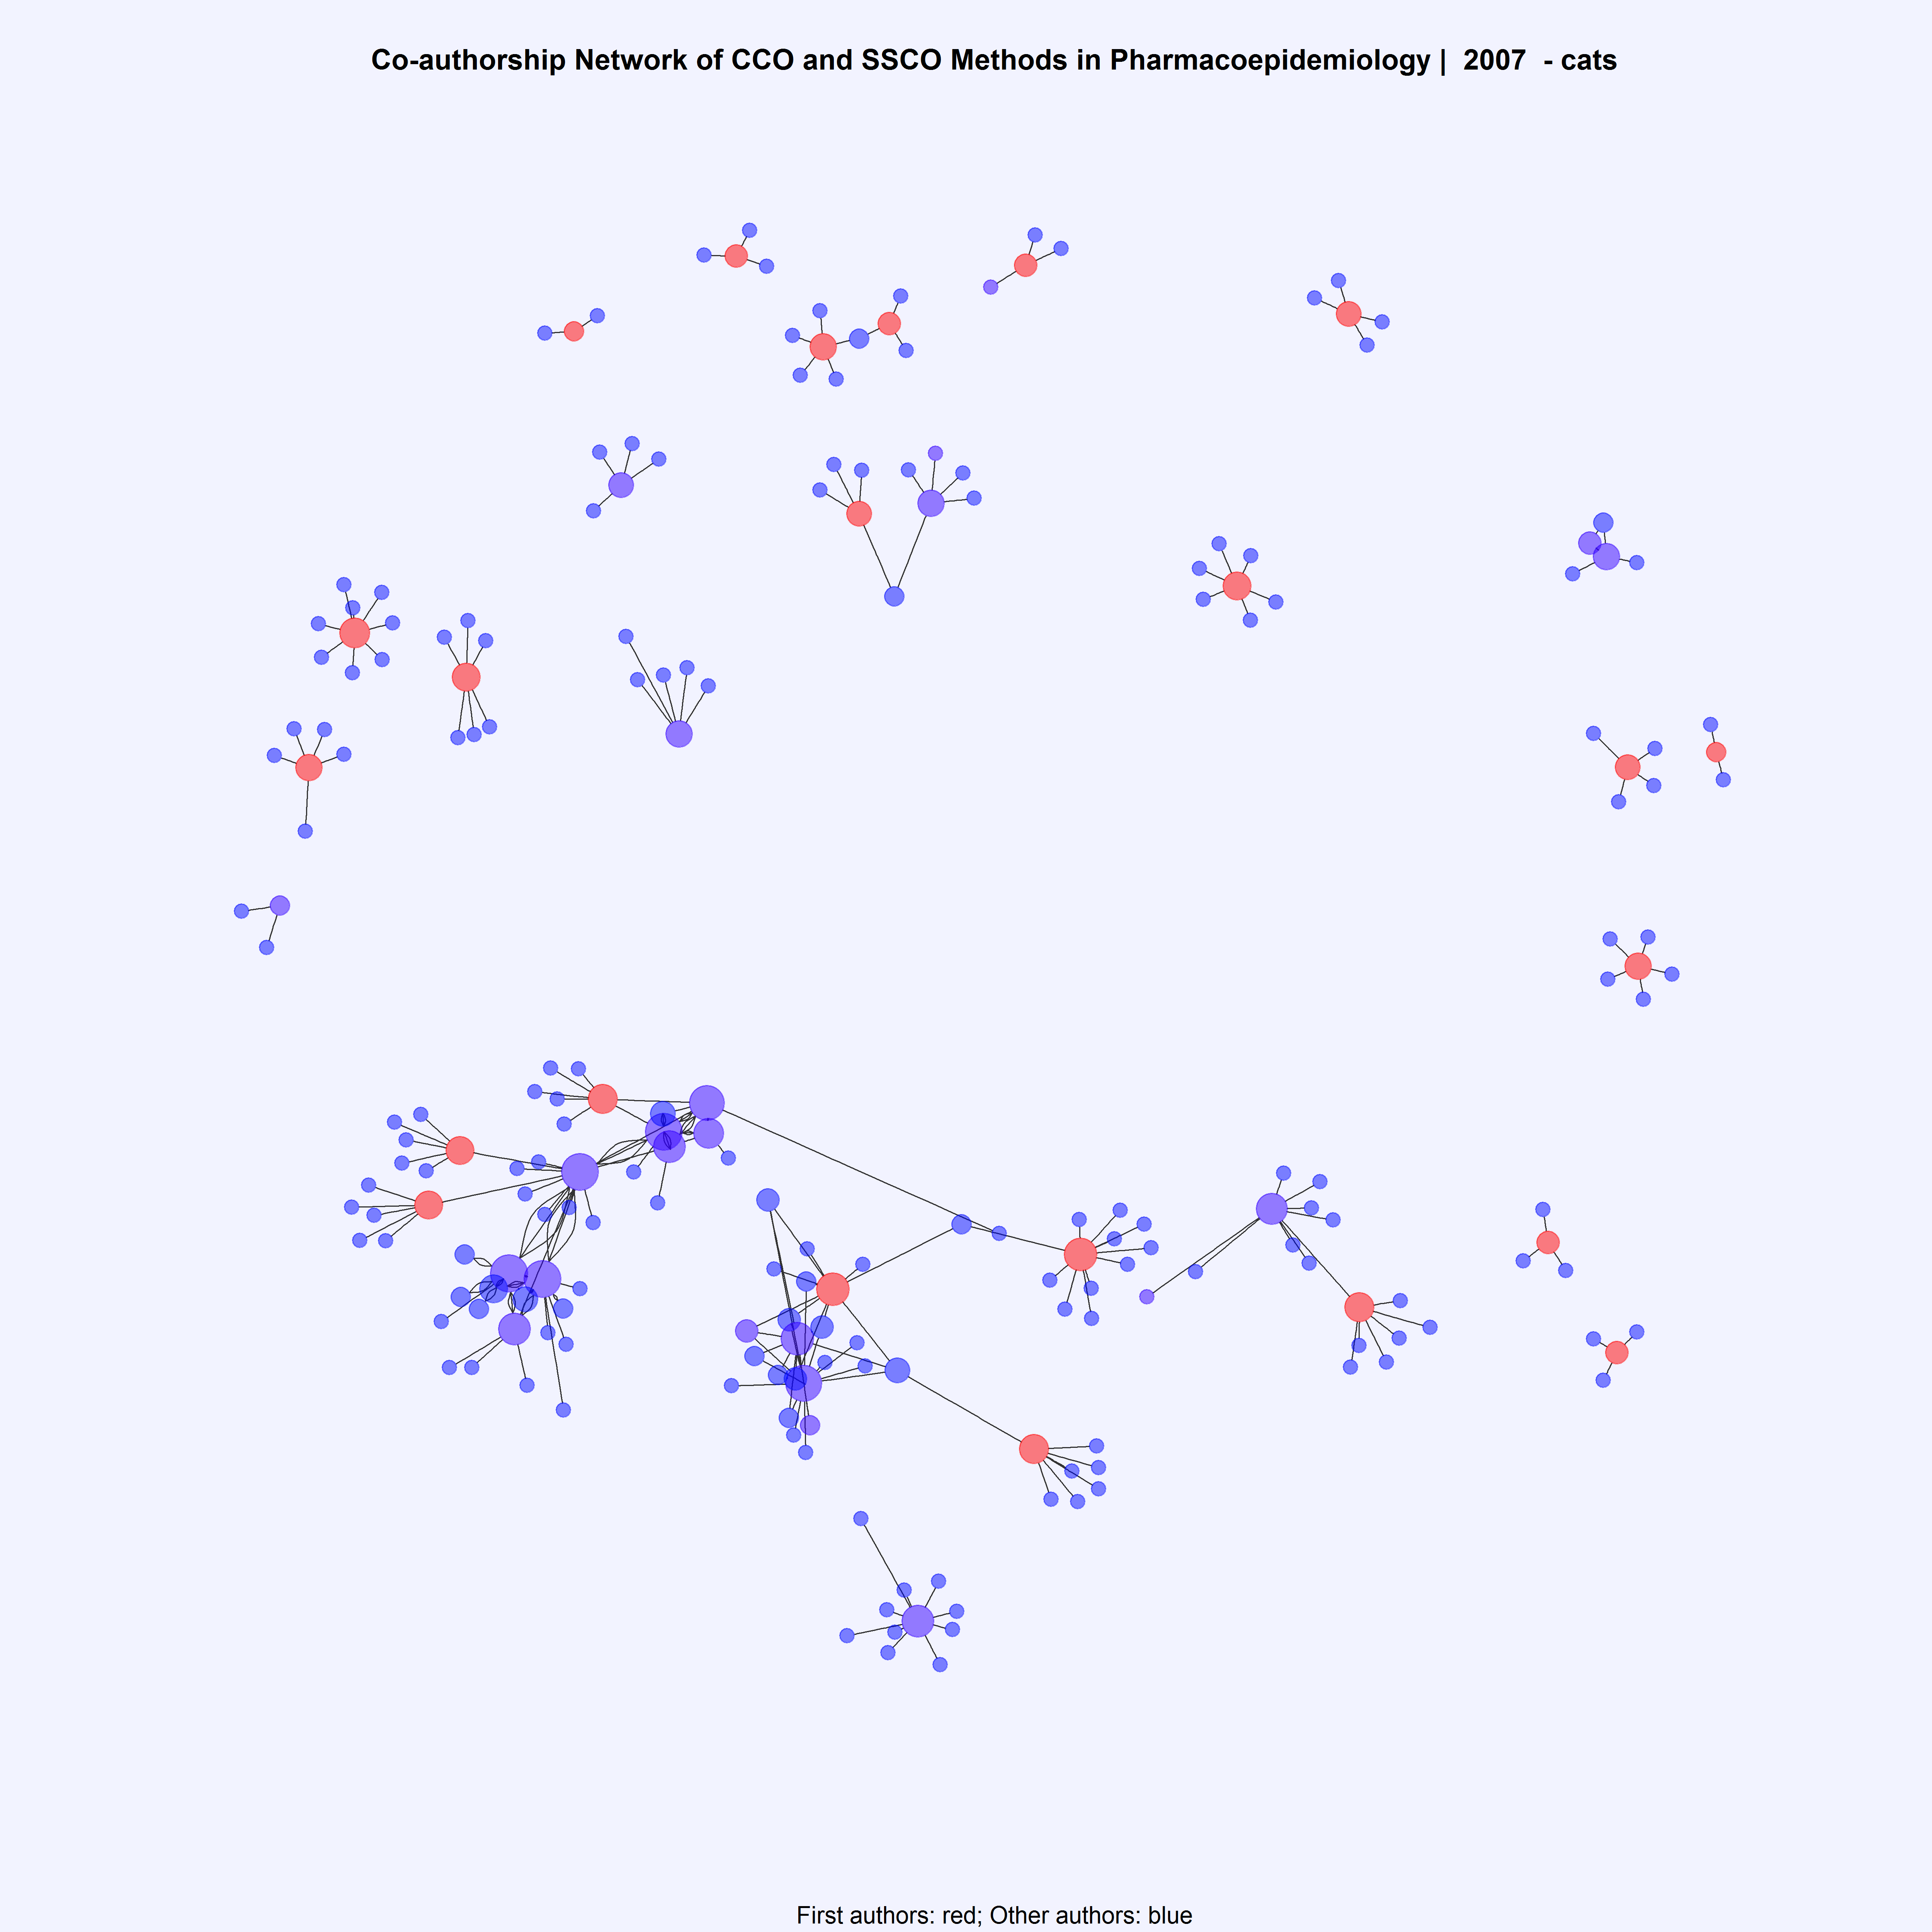 Co-authorship Network of CCO and SSCO Methods in Pharmacoepidemiology |  2007  - cats
First authors: red; Other authors: blue